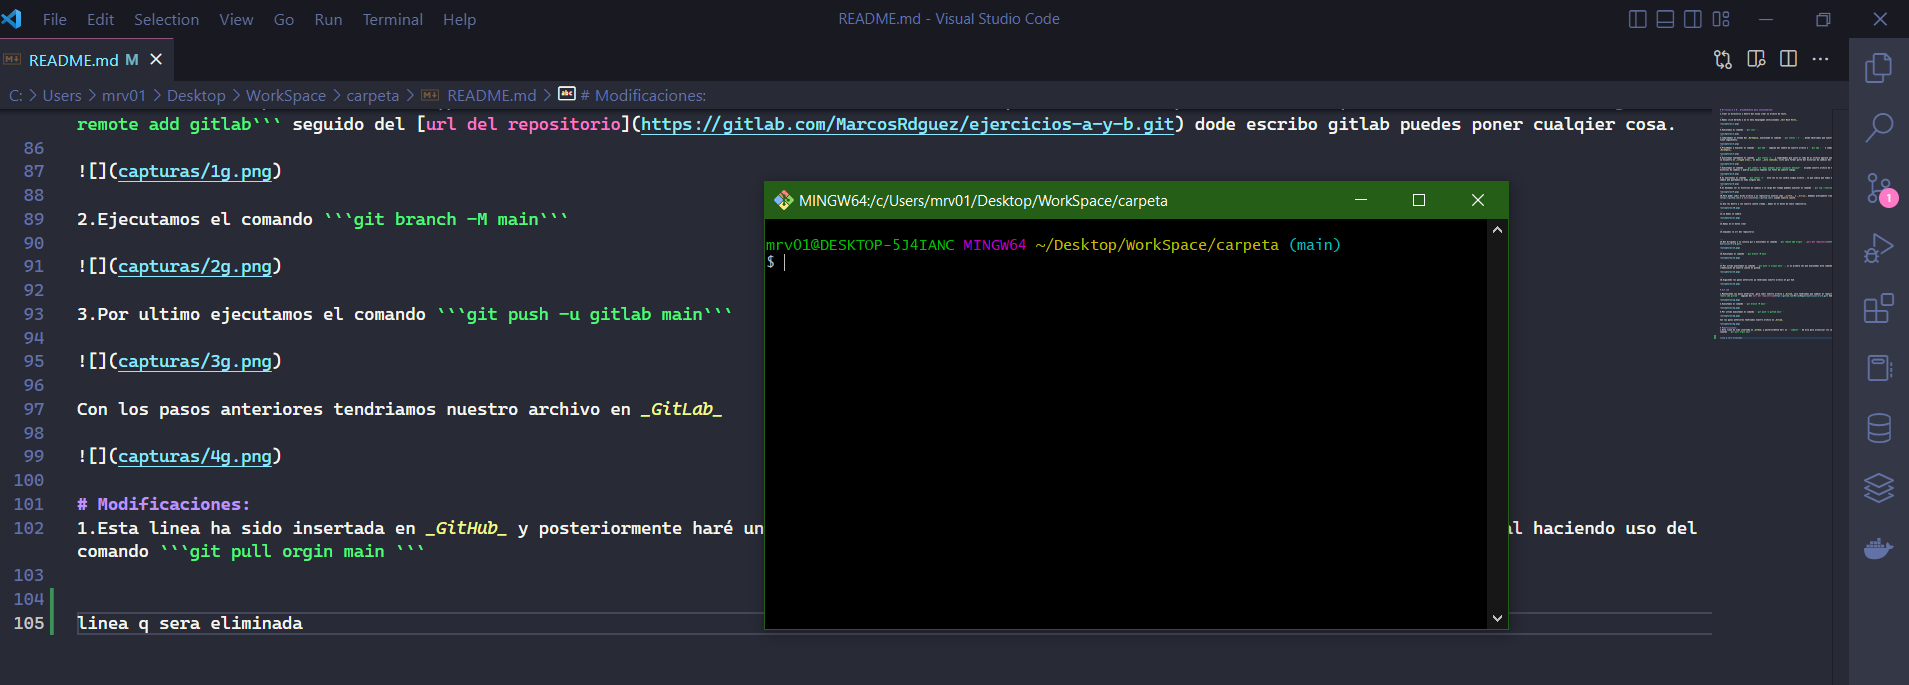 File Edit Selection View Go Run Terminal Help
README.md - Visual Studio Code
README.md M
C: > Users > mrv01 > Desktop > WorkSpace > carpeta > README.md > # Modificaciones:
remote add gitlab``` seguido del [url del repositorio](https://gitlab.com/MarcosRdguez/ejercicios-a-y-b.git) dode escribo gitlab puedes poner cualqier cosa.
86
87 ![](capturas/1g.png)
88
89 2.Ejecutamos el comando ```git branch -M main```
90
91 ![](capturas/2g.png)
92
93 3.Por ultimo ejecutamos el comando ```git push -u gitlab main```
94
95 ![](capturas/3g.png)
96
97 Con los pasos anteriores tendriamos nuestro archivo en _GitLab_
98
99 ![](capturas/4g.png)
100
101 # Modificaciones:
102 1.Esta linea ha sido insertada en _GitHub_ y posteriormente haré un al haciendo uso del
comando ```git pull orgin main ```
103
104
105 linea q sera eliminada
MINGW64:/c/Users/mrv01/Desktop/WorkSpace/carpeta
mrv01@DESKTOP-5J4IANC MINGW64 ~/Desktop/WorkSpace/carpeta (main)
$
1